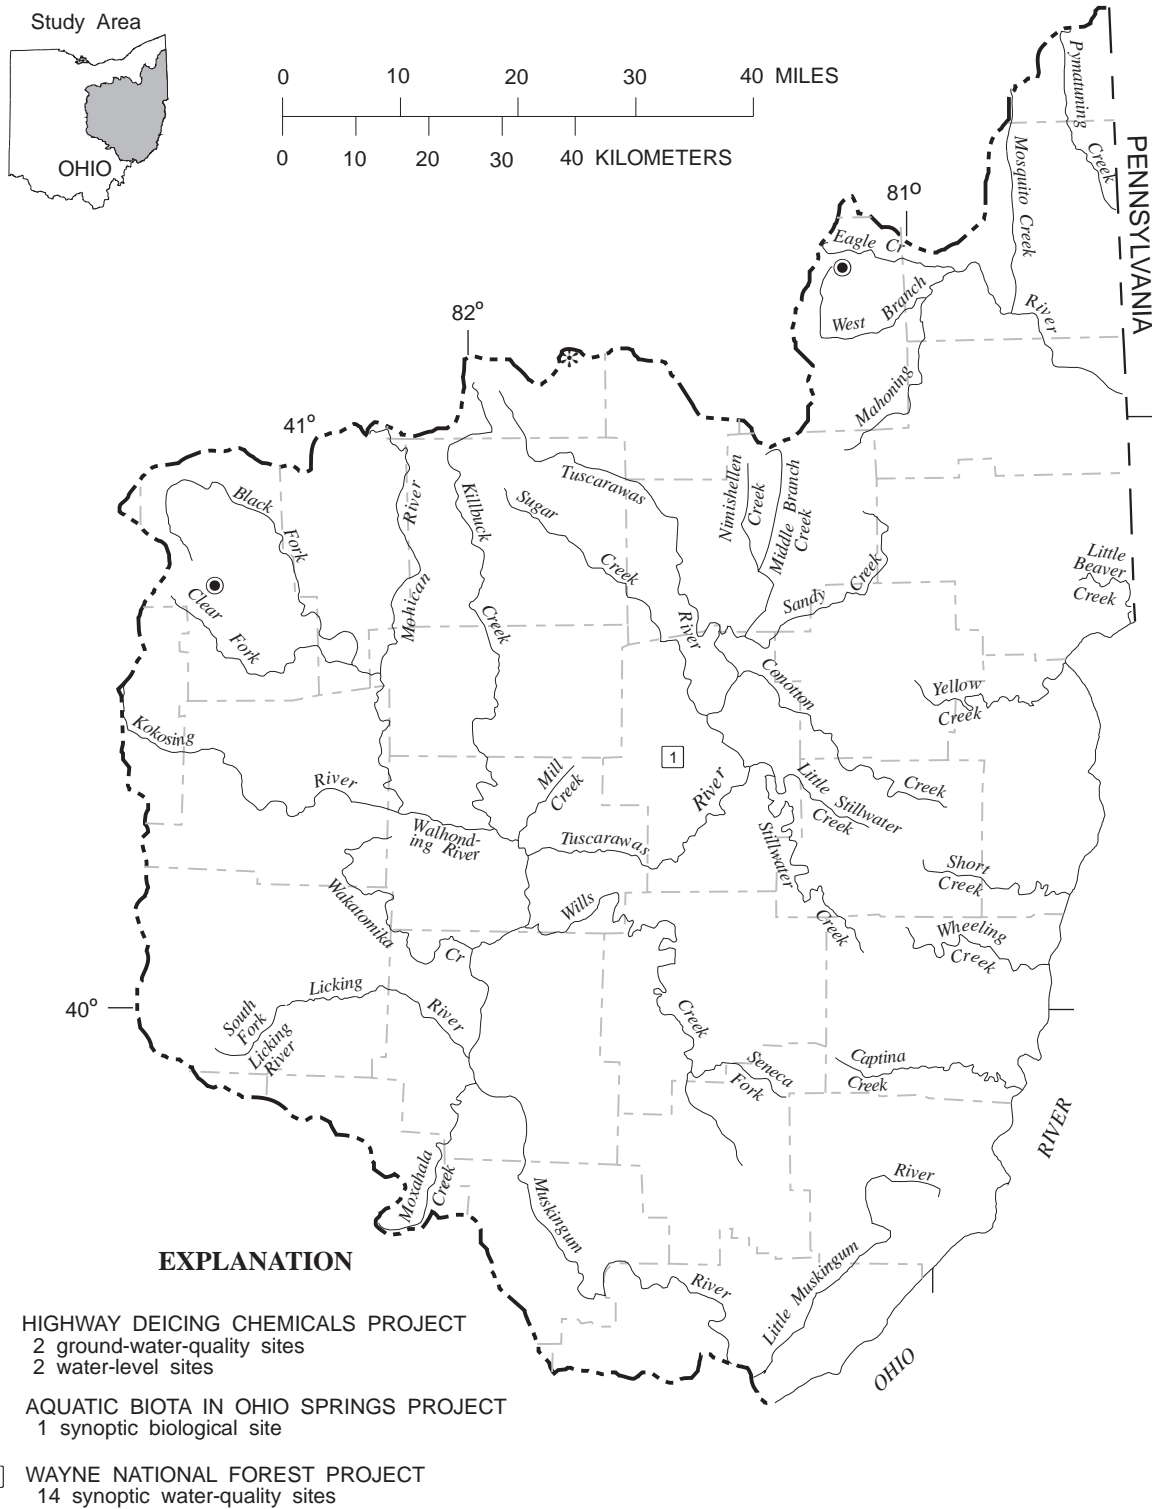 Study Area
OHIO
0 10 20 30 40 MILES
0 10 20 30 40 KILOMETERS
PENNSYLVANIA
Pymatuning
Creek
Mosquito Creek
81°
Eagle Cr
West Branch
River
Mahoning
82°
41°
Black
Fork
River
Mohican
Killbuck
Creek
Tuscarawas
River
Sugar
Creek
Nimishellen
Creek
Middle Branch
Creek
Sandy
Creek
Little
Beaver
Creek
Clear
Fork
Conotton
Creek
Yellow
Creek
Kokosing
River
1
Mill
Creek
River
Little Stillwater
Creek
Walhond-
ing River
Tuscarawas
Stillwater
Creek
Short
Creek
Wakatomika
Cr
Wills
Creek
Wheeling
Creek
40°
Licking
River
South
Fork
Licking
River
Seneca
Fork
Captina
Creek
Moxahala
Creek
Muskingum
River
River
Little Muskingum
OHIO
RIVER
EXPLANATION
HIGHWAY DEICING CHEMICALS PROJECT
2 ground-water-quality sites
2 water-level sites
AQUATIC BIOTA IN OHIO SPRINGS PROJECT
1 synoptic biological site
WAYNE NATIONAL FOREST PROJECT
14 synoptic water-quality sites